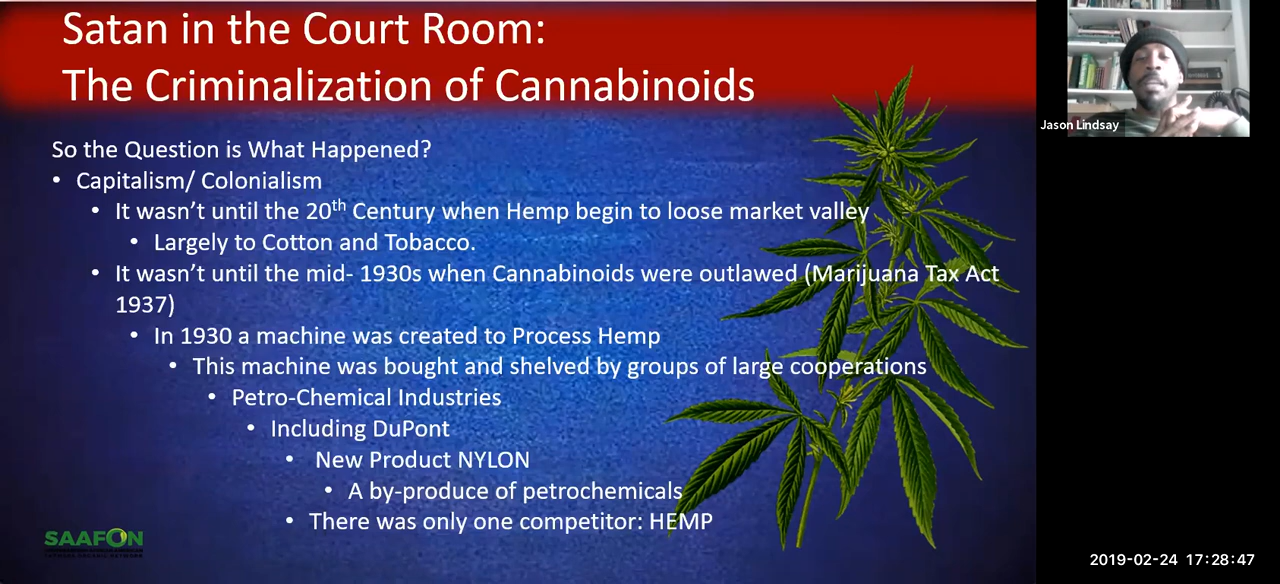 Satan in the Court Room:
The Criminalization of Cannabinoids
So the Question is What Happened?
• Capitalism/ Colonialism
• It wasn't until the 20th Century when Hemp begin to loose market valley
• Largely to Cotton and Tobacco.
• It wasn't until the mid- 1930s when Cannabinoids were outlawed (Marijuana Tax Act
1937)
• In 1930 a machine was created to Process Hemp
• This machine was bought and shelved by groups of large cooperations
• Petro-Chemical Industries
• Including DuPont
• New Product NYLON
• A by-produce of petrochemicals
• There was only one competitor: HEMP
SAAFON
Jason Lindsay
2019-02-24 17:28:47